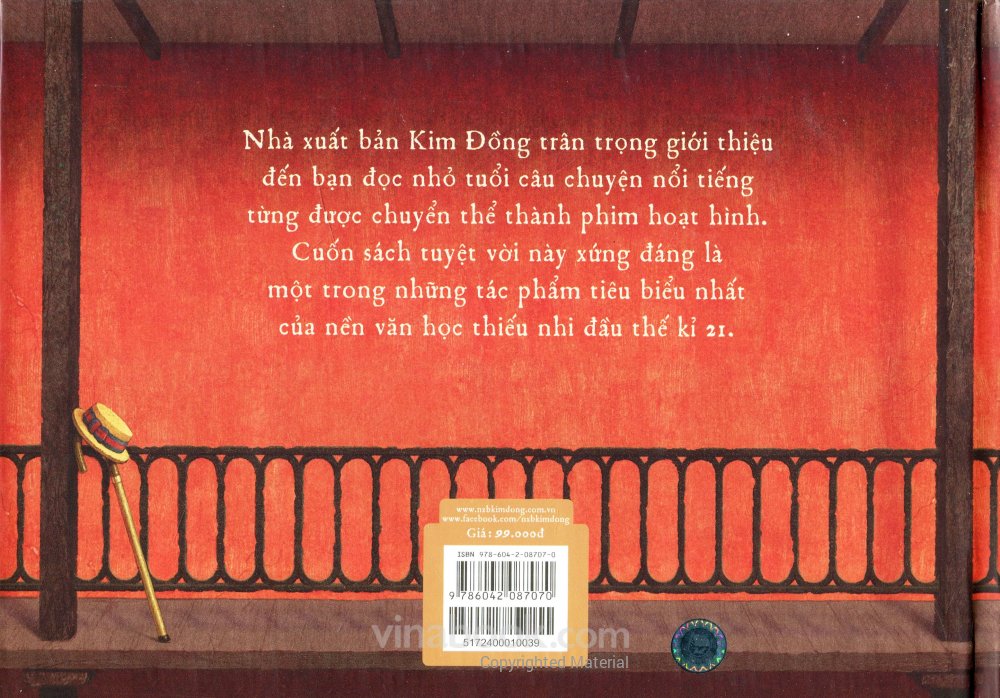 Nhà xuất bản Kim Đồng trân trọng giới thiệu
đến bạn đọc nhỏ tuổi câu chuyện nổi tiếng
từng được chuyển thể thành phim hoạt hình.
Cuốn sách tuyệt vời này xứng đáng là
một trong những tác phẩm tiêu biểu nhất
của nền văn học thiếu nhi đầu thế kỉ 21.
www.nxbkimdong.com.vn
www.facebook.com/nxbkimdong
Giá: 99.000đ
ISBN 978-604-2-08707-0
9 786042 087070
5172400010039
Copyrighted Material